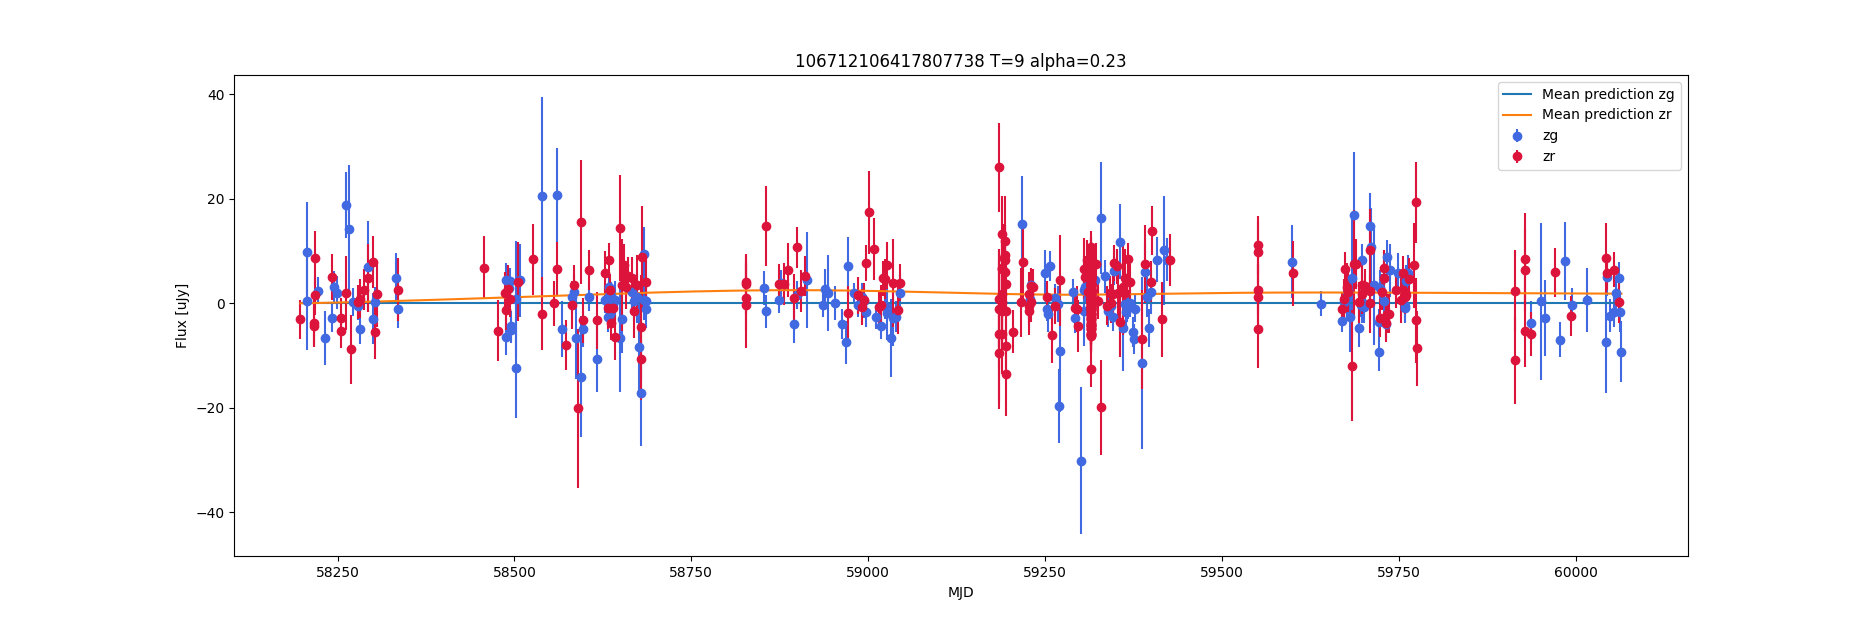 106712106417807738 T=9 alpha=0.23
Mean prediction zg
Mean prediction zr
zg
zr
Flux [uJy]
40
20
0
−20
−40
58250 58500 58750 59000 59250 59500 59750 60000
MJD